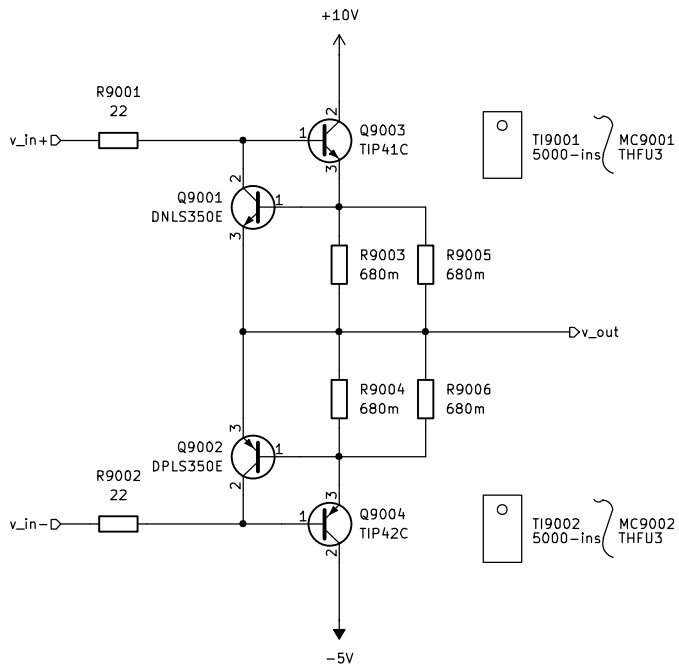 +10V
R9001
22
v_in+
1
2
3
Q9003
TIP41C
TI9001
5000-ins
MC9001
THFU3
Q9001
DNLS350E
2
1
3
R9003
680m
R9005
680m
v_out
R9004
680m
R9006
680m
Q9002
DPLS350E
3
1
2
R9002
22
v_in-
1
3
2
Q9004
TIP42C
TI9002
5000-ins
MC9002
THFU3
-5V